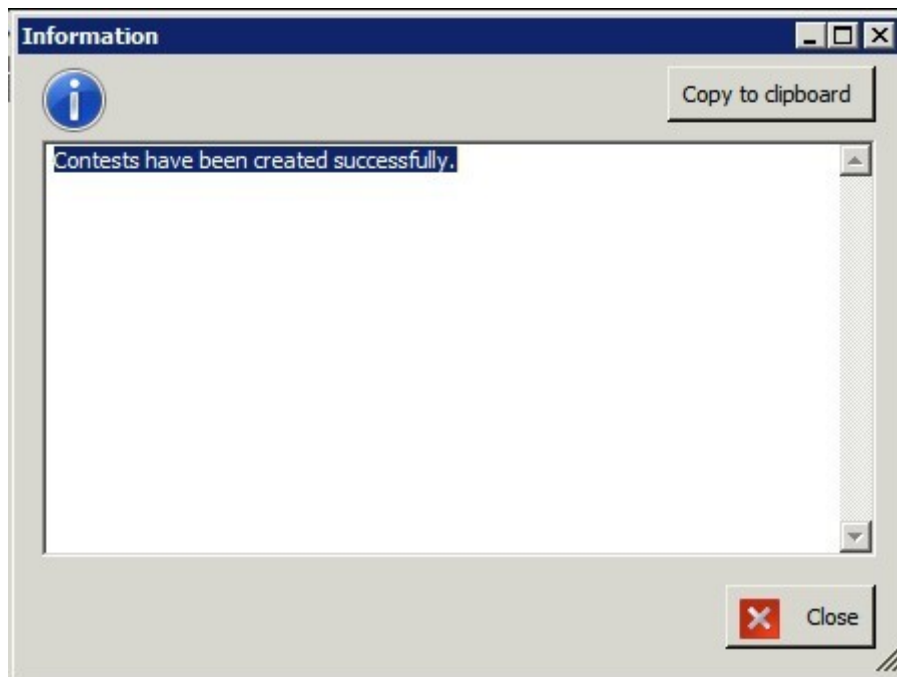 Information
Copy to clipboard
Contests have been created successfully.
Close